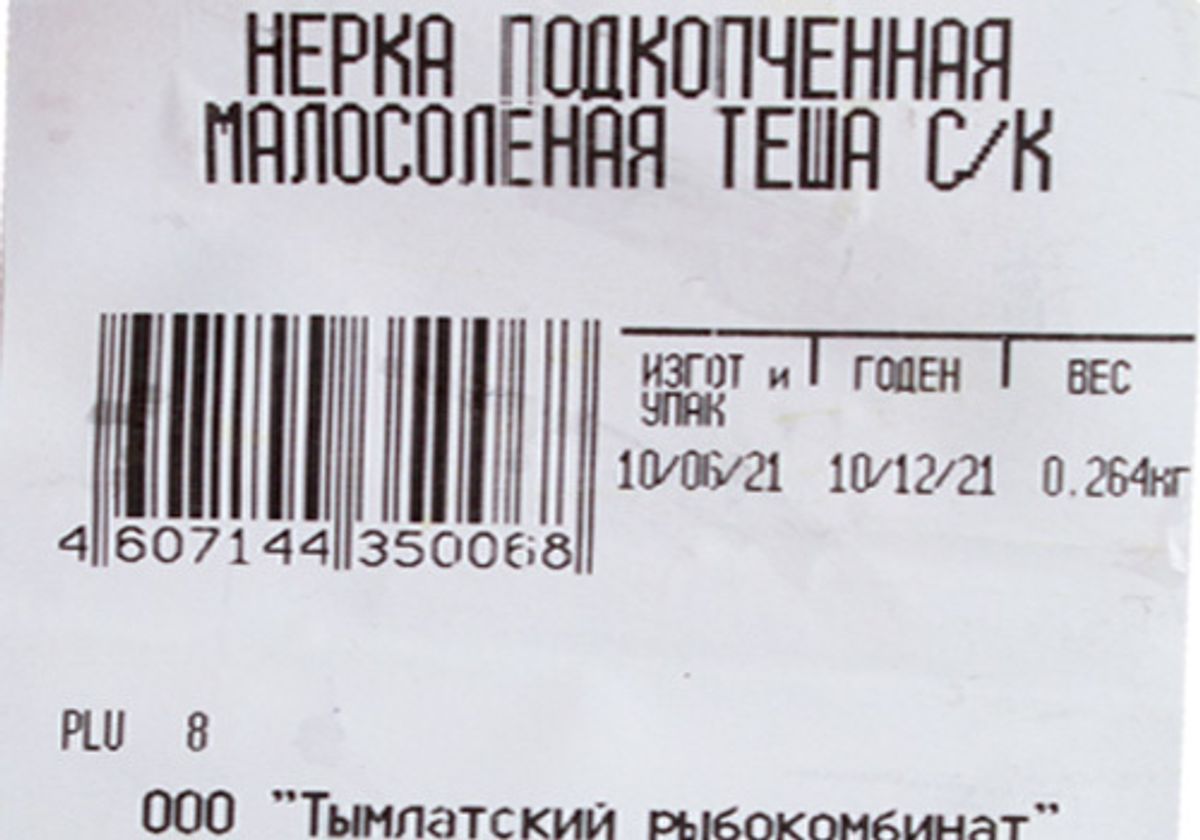 НЕРКА ПОДКОПЧЕННАЯ
МАЛОСОЛЕНАЯ ТЕША С/К
ИЗГОТ и ГОДЕН ВЕС
УПАК
10/06/21 10/12/21 0.264кг
4 607144 350068
PLU 8
ООО "Тымлатский рыбокомбинат"